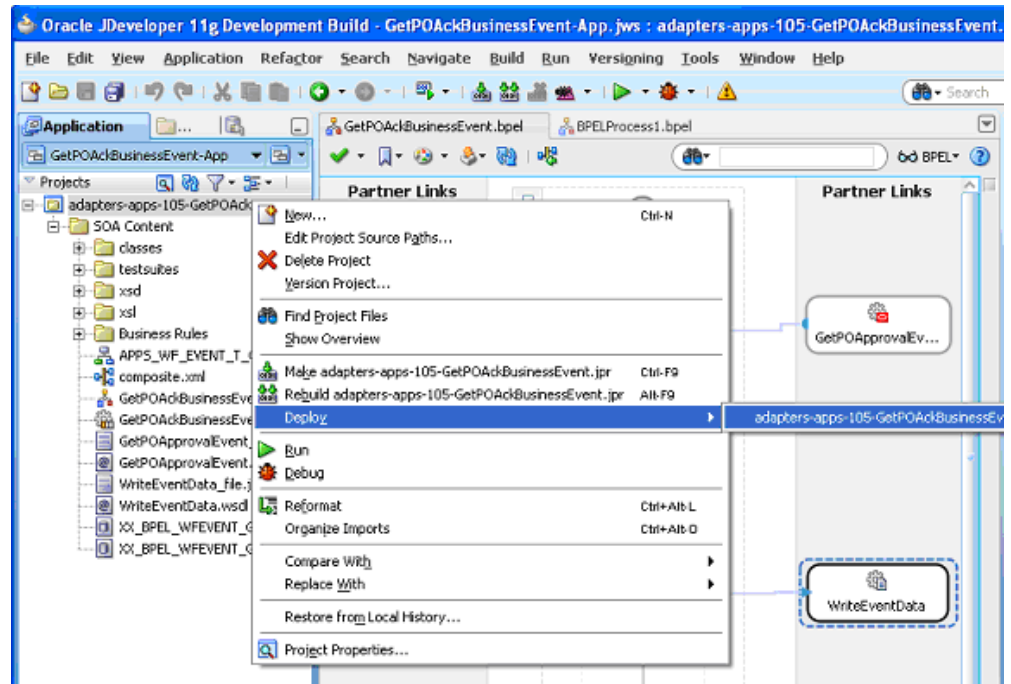 Oracle JDeveloper 11g Development Build - GetPOAckBusinessEvent-App.jws : adapters-apps-105-GetPOAckBusinessEvent.
File Edit View Application Refactor Search Navigate Build Run Versioning Tools Window Help
Search
Application ... GetPOAckBusinessEvent.bpel BPELProcess1.bpel
GetPOAckBusinessEvent-App BPEL
Projects
Partner Links Partner Links
adapters-apps-105-GetPOAck
SOA Content
classes
testsuites
xsd
xsl
Business Rules
APPS_WF_EVENT_T_
composite.xml
GetPOAckBusinessEve
GetPOAckBusinessEve
GetPOApprovalEvent_
GetPOApprovalEvent.
WriteEventData_file.j
WriteEventData.wsdl
XX_BPEL_WFEVENT_
XX_BPEL_WFEVENT_
New... Ctrl-N
Edit Project Source Paths...
Delete Project
Version Project...
Find Project Files
Show Overview
Make adapters-apps-105-GetPOAckBusinessEvent.jpr Ctrl-F9
Rebuild adapters-apps-105-GetPOAckBusinessEvent.jpr Alt-F9
Deploy adapters-apps-105-GetPOAckBusinessEv
Run
Debug
Reformat Ctrl+Alt-L
Organize Imports Ctrl+Alt-O
Compare With
Replace With
Restore from Local History...
Project Properties...
GetPOApprovalEv...
WriteEventData